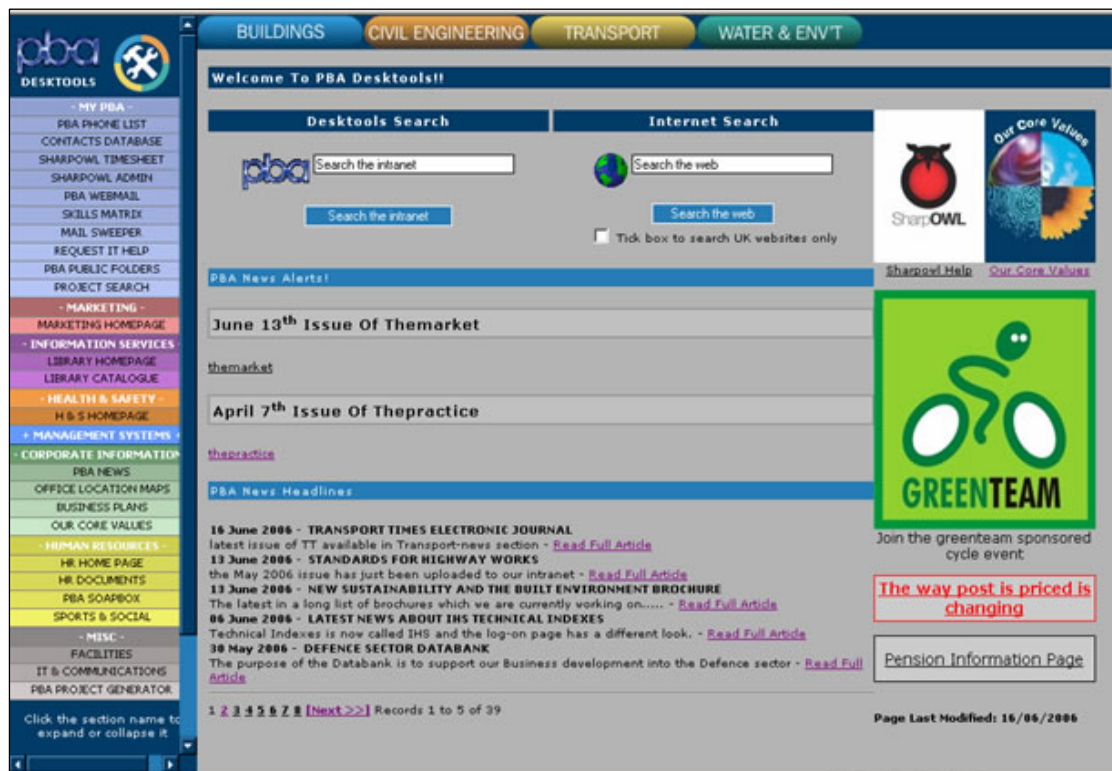 pba
DESKTOOLS
- MY PBA -
PBA PHONE LIST
CONTACTS DATABASE
SHARPOWL TIMESHEET
SHARPOWL ADMIN
PBA WEBMAIL
SKILLS MATRIX
MAIL SWEEPER
REQUEST IT HELP
PBA PUBLIC FOLDERS
PROJECT SEARCH
- MARKETING -
MARKETING HOMEPAGE
- INFORMATION SERVICES -
LIBRARY HOMEPAGE
LIBRARY CATALOGUE
- HEALTH & SAFETY -
H & S HOMEPAGE
+ MANAGEMENT SYSTEMS +
- CORPORATE INFORMATION
PBA NEWS
OFFICE LOCATION MAPS
BUSINESS PLANS
OUR CORE VALUES
- HUMAN RESOURCES -
HR HOME PAGE
HR DOCUMENTS
PBA SOAPBOX
SPORTS & SOCIAL
- MISC -
FACILITIES
IT & COMMUNICATIONS
PBA PROJECT GENERATOR
Click the section name to
expand or collapse it
BUILDINGS CIVIL ENGINEERING TRANSPORT WATER & ENV'T
Welcome To PBA Desktools!!
Desktools Search
pba Search the intranet
Search the intranet
Internet Search
Search the web
Search the web
Tick box to search UK websites only
PBA News Alerts!
June 13th Issue Of Themarket
themarket
April 7th Issue Of Thepractice
thepractice
PBA News Headlines
16 June 2006 - TRANSPORT TIMES ELECTRONIC JOURNAL
latest issue of TT available in Transport-news section - Read Full Article
13 June 2006 - STANDARDS FOR HIGHWAY WORKS
the May 2006 issue has just been uploaded to our intranet - Read Full Article
13 June 2006 - NEW SUSTAINABILITY AND THE BUILT ENVIRONMENT BROCHURE
The latest in a long list of brochures which we are currently working on..... - Read Full Article
06 June 2006 - LATEST NEWS ABOUT IHS TECHNICAL INDEXES
Technical Indexes is now called IHS and the log-on page has a different look. - Read Full Article
30 May 2006 - DEFENCE SECTOR DATABANK
The purpose of the Databank is to support our Business development into the Defence sector - Read Full
Article
1 2 3 4 5 6 7 8 [Next >>] Records 1 to 5 of 39
SharpOWL
Our Core Values
Sharpowl Help Our Core Values
GREENTEAM
Join the greenteam sponsored
cycle event
The way post is priced is
changing
Pension Information Page
Page Last Modified: 16/06/2006